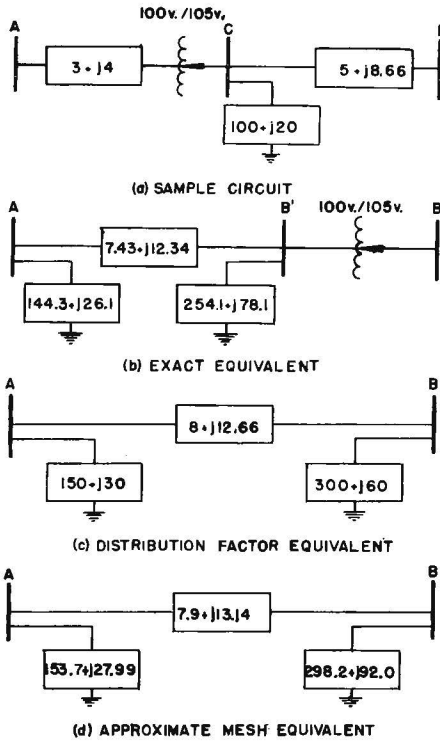 100v./105v.
A C B
3 + j4
5 + j8.66
100 + j20
(a) SAMPLE CIRCUIT
100v./105v.
A B' B
7.43+j12.34
144.3+j26.1
254.1+j78.1
(b) EXACT EQUIVALENT
A B
8 + j12.66
150+j30
300+j60
(c) DISTRIBUTION FACTOR EQUIVALENT
A B
7.9+j13.14
153.7+j27.99
298.2+j92.0
(d) APPROXIMATE MESH EQUIVALENT